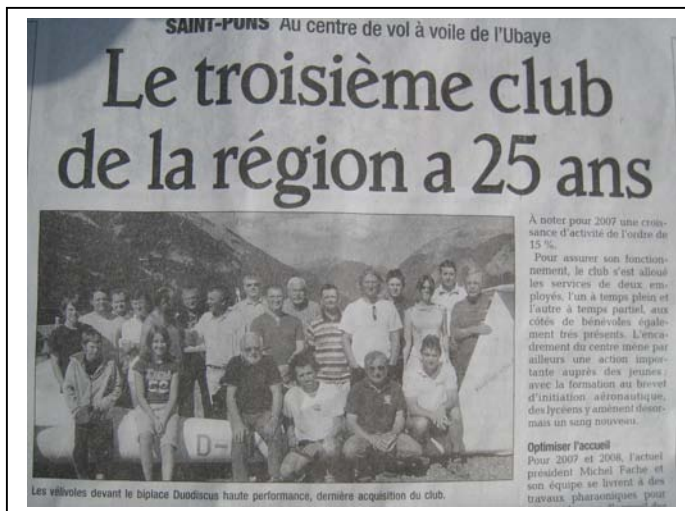 SAINT-PONS Au centre de vol à voile de l'Ubaye
Le troisième club
de la région a 25 ans
À noter pour 2007 une crois-
sance d'activité de l'ordre de
15 %.
Pour assurer son fonction-
nement, le club s'est alloué
les services de deux em-
ployés, l'un à temps plein et
l'autre à temps partiel, aux
côtés de bénévoles égale-
ment très présents. L'enca-
drement du centre mène par
ailleurs une action impor-
tante auprès des jeunes :
avec la formation au brevet
d'initiation aéronautique,
des lycéens y amènent désor-
mais un sang nouveau.
Optimiser l'accueil
Pour 2007 et 2008, l'actuel
président Michel Fache et
son équipe se livrent à des
travaux pharaoniques pour
D-
Les vélivoles devant le biplace Duodiscus haute performance, dernière acquisition du club.